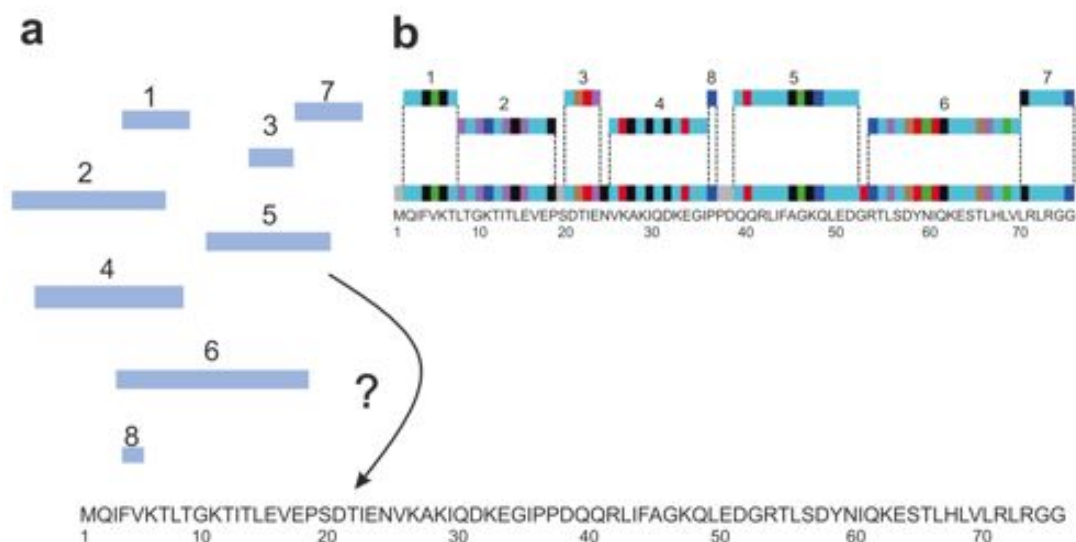 a
1
7
3
2
5
4
6
?
8
MQIFVKTLTGKTITLEVEPSDTIENVKAKIQDKEGIPPDQQRLIFAGKQLEDGRTLSDYNIQKESTLHLVLRLRGG
1 10 20 30 40 50 60 70
b
1 3 8 5 7
2 4 6
MQIFVKTLTGKTITLEVEPSDTIENVKAKIQDKEGIPPDQQRLIFAGKQLEDGRTLSDYNIQKESTLHLVLRLRGG
1 10 20 30 40 50 60 70